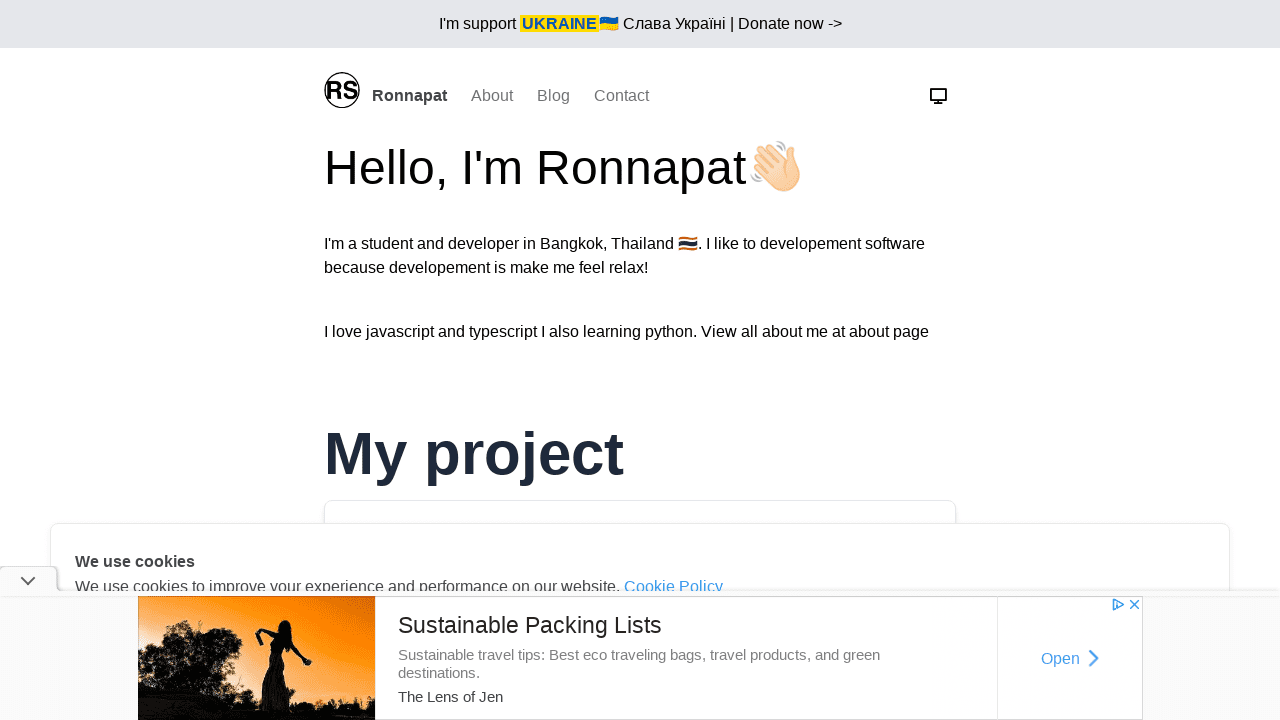 I'm support UKRAINE🇺🇦 Слава Україні | Donate now ->
RS Ronnapat About Blog Contact
Hello, I'm Ronnapat👋🏻
I'm a student and developer in Bangkok, Thailand 🇹🇭. I like to developement software
because developement is make me feel relax!
I love javascript and typescript I also learning python. View all about me at about page
My project
We use cookies
We use cookies to improve your experience and performance on our website. Cookie Policy
Sustainable Packing Lists
Sustainable travel tips: Best eco traveling bags, travel products, and green
destinations.
The Lens of Jen
Open